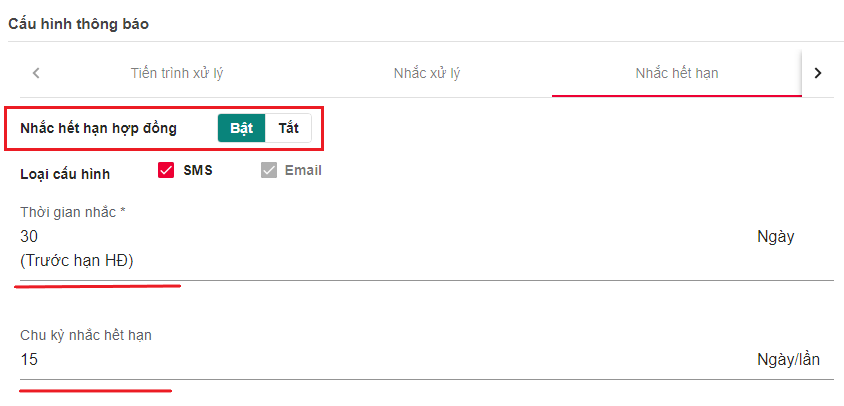 Cấu hình thông báo
Tiến trình xử lý Nhắc xử lý Nhắc hết hạn
Nhắc hết hạn hợp đồng Bật Tắt
Loại cấu hình SMS Email
Thời gian nhắc *
30 Ngày
(Trước hạn HĐ)
Chu kỳ nhắc hết hạn
15 Ngày/lần